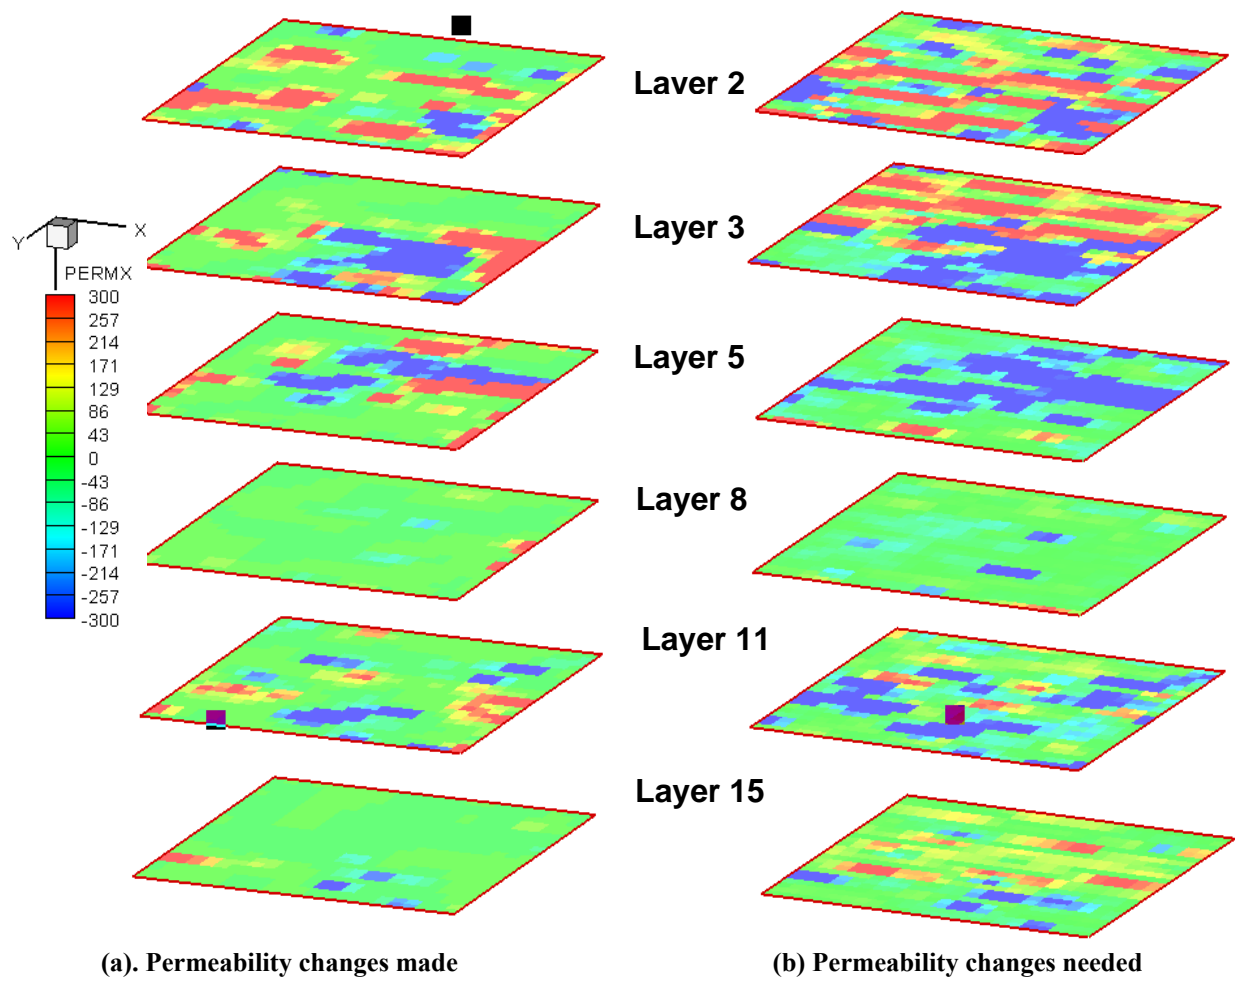 Laver 2
Layer 3
Y
X
PERMX
300
257
214
171
129
86
43
0
-43
-86
-129
-171
-214
-257
-300
Layer 5
Layer 8
Layer 11
Layer 15
(a). Permeability changes made
(b) Permeability changes needed